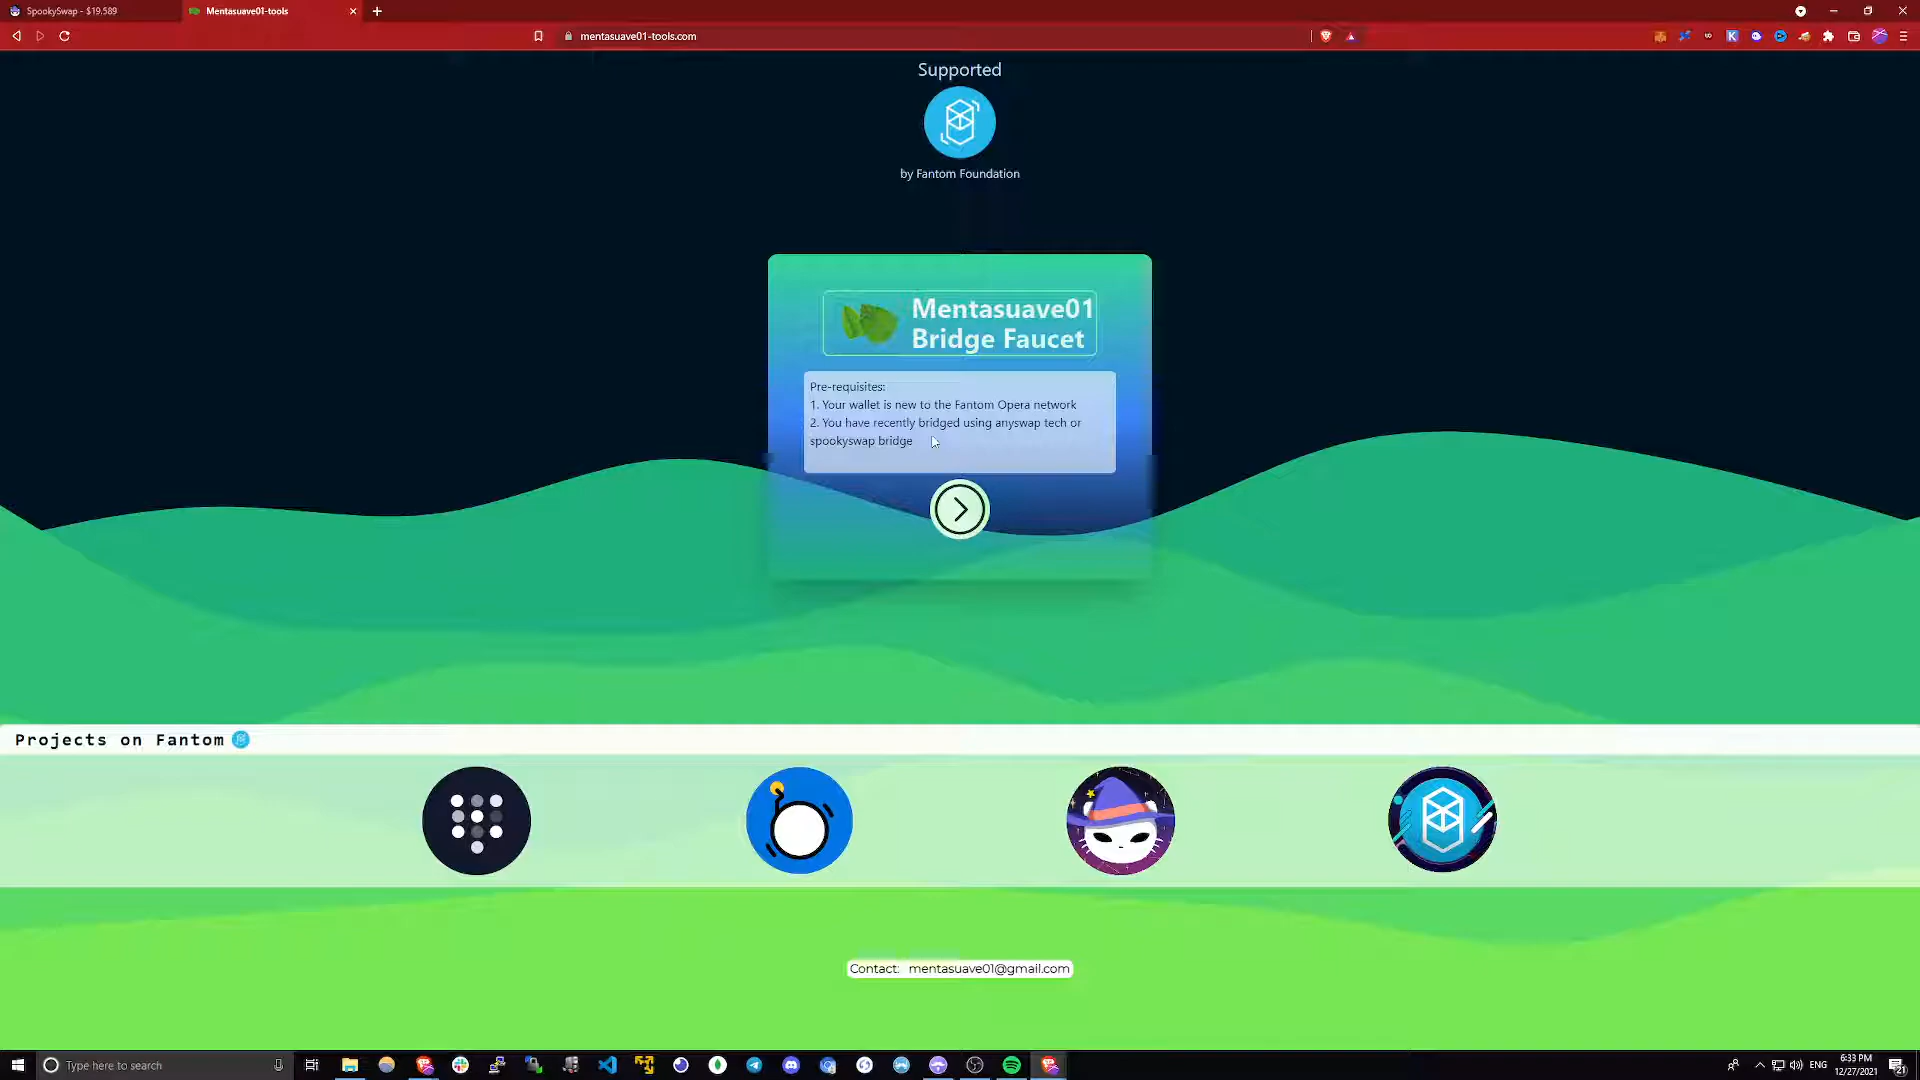 SpookySwap - $19.589
Mentasuave01-tools
mentasuave01-tools.com
Supported
by Fantom Foundation
Mentasuave01
Bridge Faucet
Pre-requisites:
1. Your wallet is new to the Fantom Opera network
2. You have recently bridged using anyswap tech or
spookyswap bridge
Projects on Fantom
Contact: mentasuave01@gmail.com
Type here to search
ENG
6:33 PM
12/27/2021
21